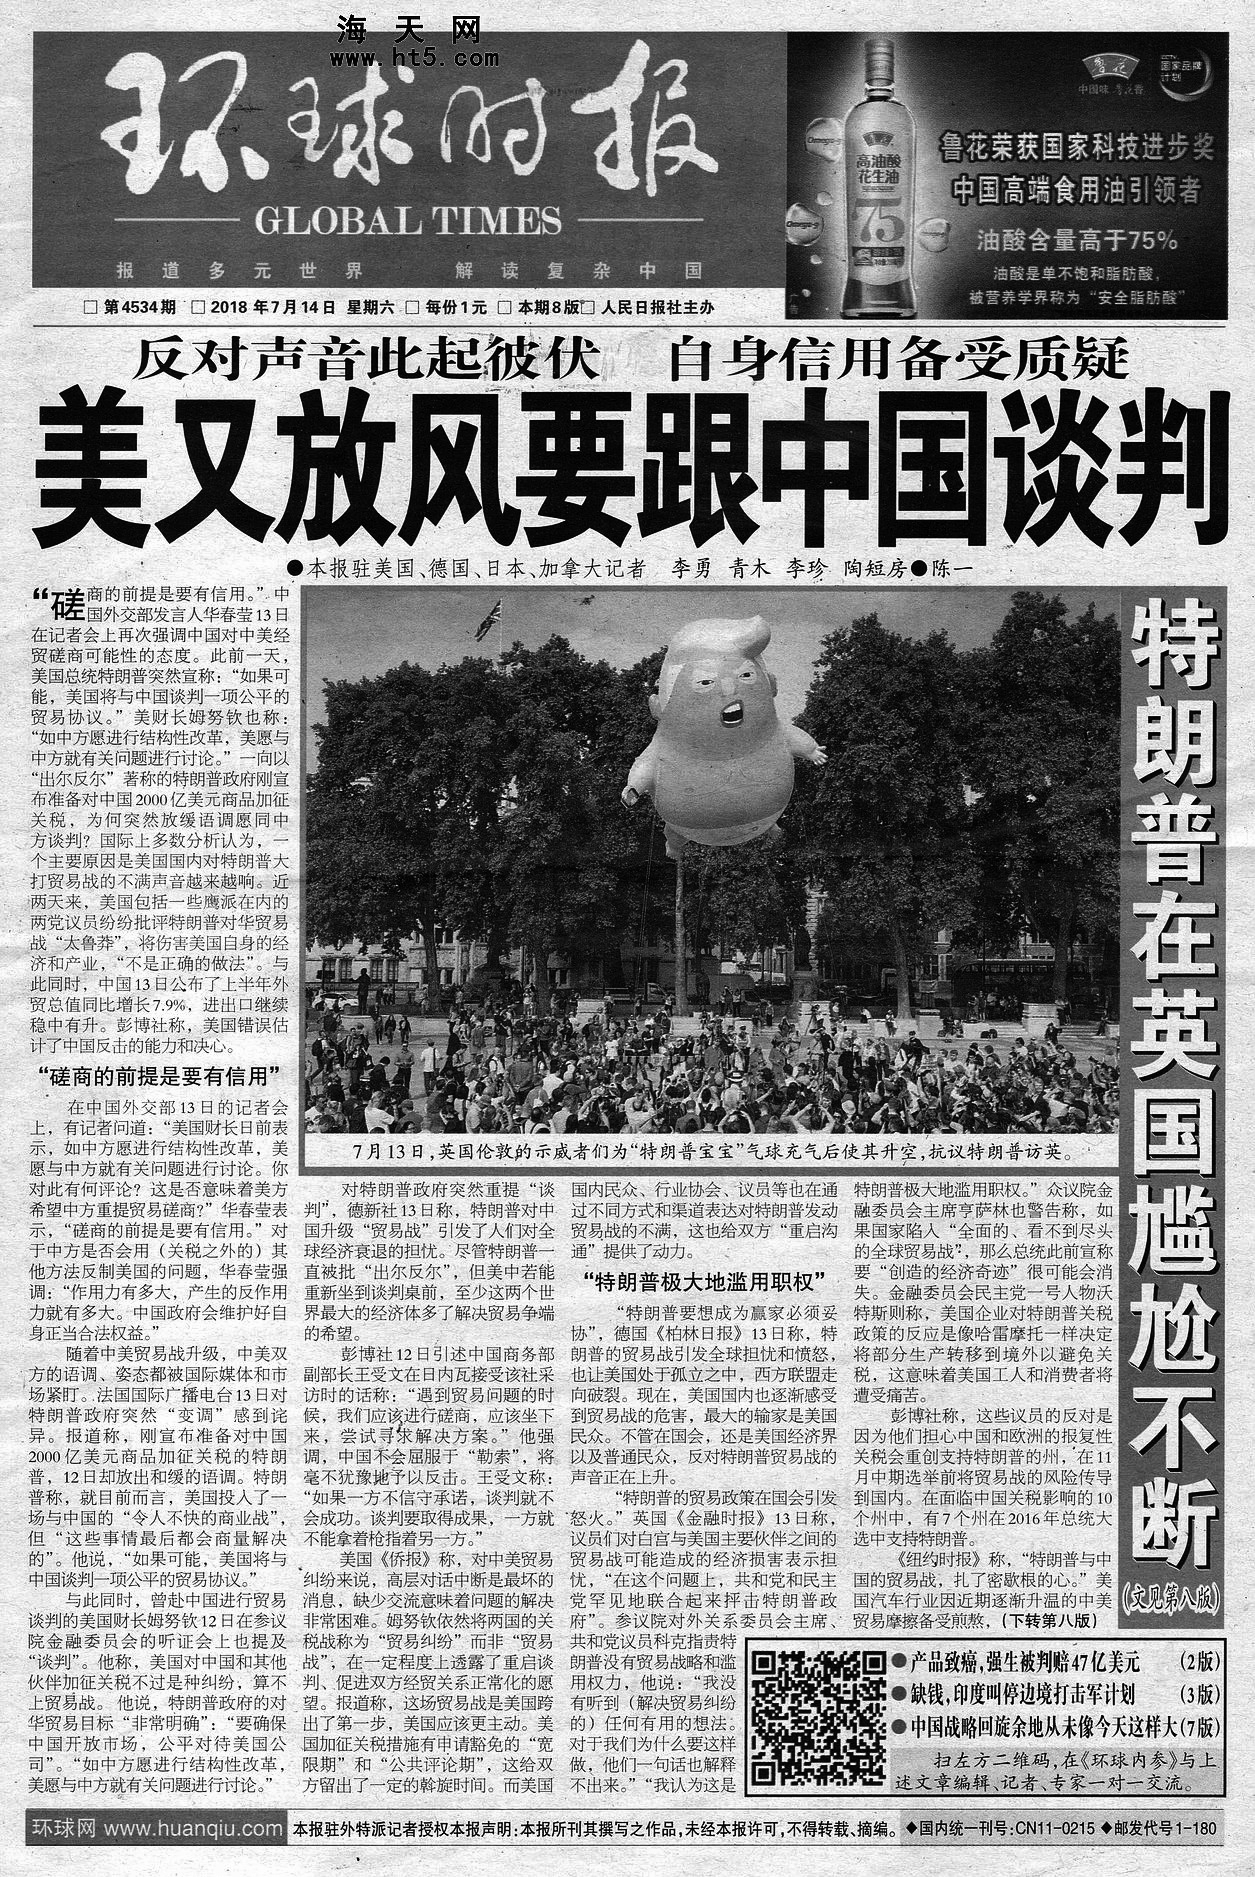 海天网
www.ht5.com
环球时报
GLOBAL TIMES
报道多元世界 解读复杂中国
鲁花
中国味 鲁花香
国家品牌
计划
Omega-9
高油酸
花生油
75
鲁花荣获国家科技进步奖
中国高端食用油引领者
油酸含量高于75%
油酸是单不饱和脂肪酸,
被营养学界称为“安全脂肪酸”
□ 第4534期 □ 2018年7月14日 星期六 □ 每份1元 □ 本期8版 □ 人民日报社主办
反对声音此起彼伏 自身信用备受质疑
美又放风要跟中国谈判
●本报驻美国、德国、日本、加拿大记者 李勇 青木 李珍 陶短房●陈一
“磋商的前提是要有信用。”中
国外交部发言人华春莹13日
在记者会上再次强调中国对中美经
贸磋商可能性的态度。此前一天，
美国总统特朗普突然宣称：“如果可
能，美国将与中国谈判一项公平的
贸易协议。”美财长姆努钦也称：
“如中方愿进行结构性改革，美愿与
中方就有关问题进行讨论。”一向以
“出尔反尔”著称的特朗普政府刚宣
布准备对中国2000亿美元商品加征
关税，为何突然放缓语调愿同中
方谈判？国际上多数分析认为，一
个主要原因是美国国内对特朗普大
打贸易战的不满声音越来越响。近
两天来，美国包括一些鹰派在内的
两党议员纷纷批评特朗普对华贸易
战“太鲁莽”，将伤害美国自身的经
济和产业，“不是正确的做法”。与
此同时，中国13日公布了上半年外
贸总值同比增长7.9%，进出口继续
稳中有升。彭博社称，美国错误估
计了中国反击的能力和决心。
“磋商的前提是要有信用”
在中国外交部13日的记者会
上，有记者问道：“美国财长日前表
示，如中方愿进行结构性改革，美
愿与中方就有关问题进行讨论。你
对此有何评论？这是否意味着美方
希望中方重提贸易磋商？”华春莹表
示，“磋商的前提是要有信用。”对
于中方是否会用（关税之外的）其
他方法反制美国的问题，华春莹强
调：“作用力有多大，产生的反作用
力就有多大。中国政府会维护好自
身正当合法权益。”
随着中美贸易战升级，中美双
方的语调、姿态都被国际媒体和市
场紧盯。法国国际广播电台13日对
特朗普政府突然“变调”感到诧
异。报道称，刚宣布准备对中国
2000亿美元商品加征关税的特朗
普，12日却放出和缓的语调。特朗
普称，就目前而言，美国投入了一
场与中国的“令人不快的商业战”，
但“这些事情最后都会商量解决
的”。他说，“如果可能，美国将与
中国谈判一项公平的贸易协议。”
与此同时，曾赴中国进行贸易
谈判的美国财长姆努钦12日在参议
院金融委员会的听证会上也提及
“谈判”。他称，美国对中国和其他
伙伴加征关税不过是种纠纷，算不
上贸易战。他说，特朗普政府的对
华贸易目标“非常明确”：“要确保
中国开放市场，公平对待美国公
司”。“如中方愿进行结构性改革，
美愿与中方就有关问题进行讨论。”
7月13日，英国伦敦的示威者们为“特朗普宝宝”气球充气后使其升空，抗议特朗普访英。
对特朗普政府突然重提“谈
判”，德新社13日称，特朗普对中
国升级“贸易战”引发了人们对全
球经济衰退的担忧。尽管特朗普一
直被批“出尔反尔”，但美中若能
重新坐到谈判桌前，至少这两个世
界最大的经济体多了解决贸易争端
的希望。
彭博社12日引述中国商务部
副部长王受文在日内瓦接受该社采
访时的话称：“遇到贸易问题的时
候，我们应该进行磋商，应该坐下
来，尝试寻求解决方案。”他强
调，中国不会屈服于“勒索”，将
毫不犹豫地予以反击。王受文称：
“如果一方不信守承诺，谈判就不
会成功。谈判要取得成果，一方就
不能拿着枪指着另一方。”
美国《侨报》称，对中美贸易
纠纷来说，高层对话中断是最坏的
消息，缺少交流意味着问题的解决
非常困难。姆努钦依然将两国的关
税战称为“贸易纠纷”而非“贸易
战”，在一定程度上透露了重启谈
判、促进双方经贸关系正常化的愿
望。报道称，这场贸易战是美国跨
出了第一步，美国应该更主动。美
国加征关税措施有申请豁免的“宽
限期”和“公共评论期”，这给双
方留出了一定的斡旋时间。而美国
国内民众、行业协会、议员等也在通
过不同方式和渠道表达对特朗普发动
贸易战的不满，这也给双方“重启沟
通”提供了动力。
“特朗普极大地滥用职权”
“特朗普要想成为赢家必须妥
协”，德国《柏林日报》13日称，特
朗普的贸易战引发全球担忧和愤怒，
也让美国处于孤立之中，西方联盟走
向破裂。现在，美国国内也逐渐感受
到贸易战的危害，最大的输家是美国
民众。不管在国会，还是美国经济界
以及普通民众，反对特朗普贸易战的
声音正在上升。
“特朗普的贸易政策在国会引发
怒火。”英国《金融时报》13日称，
议员们对白宫与美国主要伙伴之间的
贸易战可能造成的经济损害表示担
忧，“在这个问题上，共和党和民主
党罕见地联合起来抨击特朗普政
府”。参议院对外关系委员会主席、
共和党议员科克指责特
朗普没有贸易战略和滥
用权力，他说：“我没
有听到（解决贸易纠纷
的）任何有用的想法。
对于我们为什么要这样
做，他们一句话也解释
不出来。”“我认为这是
特朗普极大地滥用职权。”众议院金
融委员会主席亨萨林也警告称，如
果国家陷入“全面的、看不到尽头
的全球贸易战”，那么总统此前宣称
要“创造的经济奇迹”很可能会消
失。金融委员会民主党一号人物沃
特斯则称，美国企业对特朗普关税
政策的反应是像哈雷摩托一样决定
将部分生产转移到境外以避免关
税，这意味着美国工人和消费者将
遭受痛苦。
彭博社称，这些议员的反对是
因为他们担心中国和欧洲的报复性
关税会重创支持特朗普的州，在11
月中期选举前将贸易战的风险传导
到国内。在面临中国关税影响的10
个州中，有7个州在2016年总统大
选中支持特朗普。
《纽约时报》称，“特朗普与中
国的贸易战，扎了密歇根的心。”美
国汽车行业因近期逐渐升温的中美
贸易摩擦备受煎熬，（下转第八版）
特朗普在英国尴尬不断
（文见第八版）
●产品致癌，强生被判赔47亿美元 （2版）
●缺钱，印度叫停边境打击军计划 （3版）
●中国战略回旋余地从未像今天这样大（7版）
扫左方二维码，在《环球内参》与上
述文章编辑、记者、专家一对一交流。
环球网 www.huanqiu.com 本报驻外特派记者授权本报声明：本报所刊其撰写之作品，未经本报许可，不得转载、摘编。 ◆国内统一刊号：CN11-0215 ◆邮发代号1-180